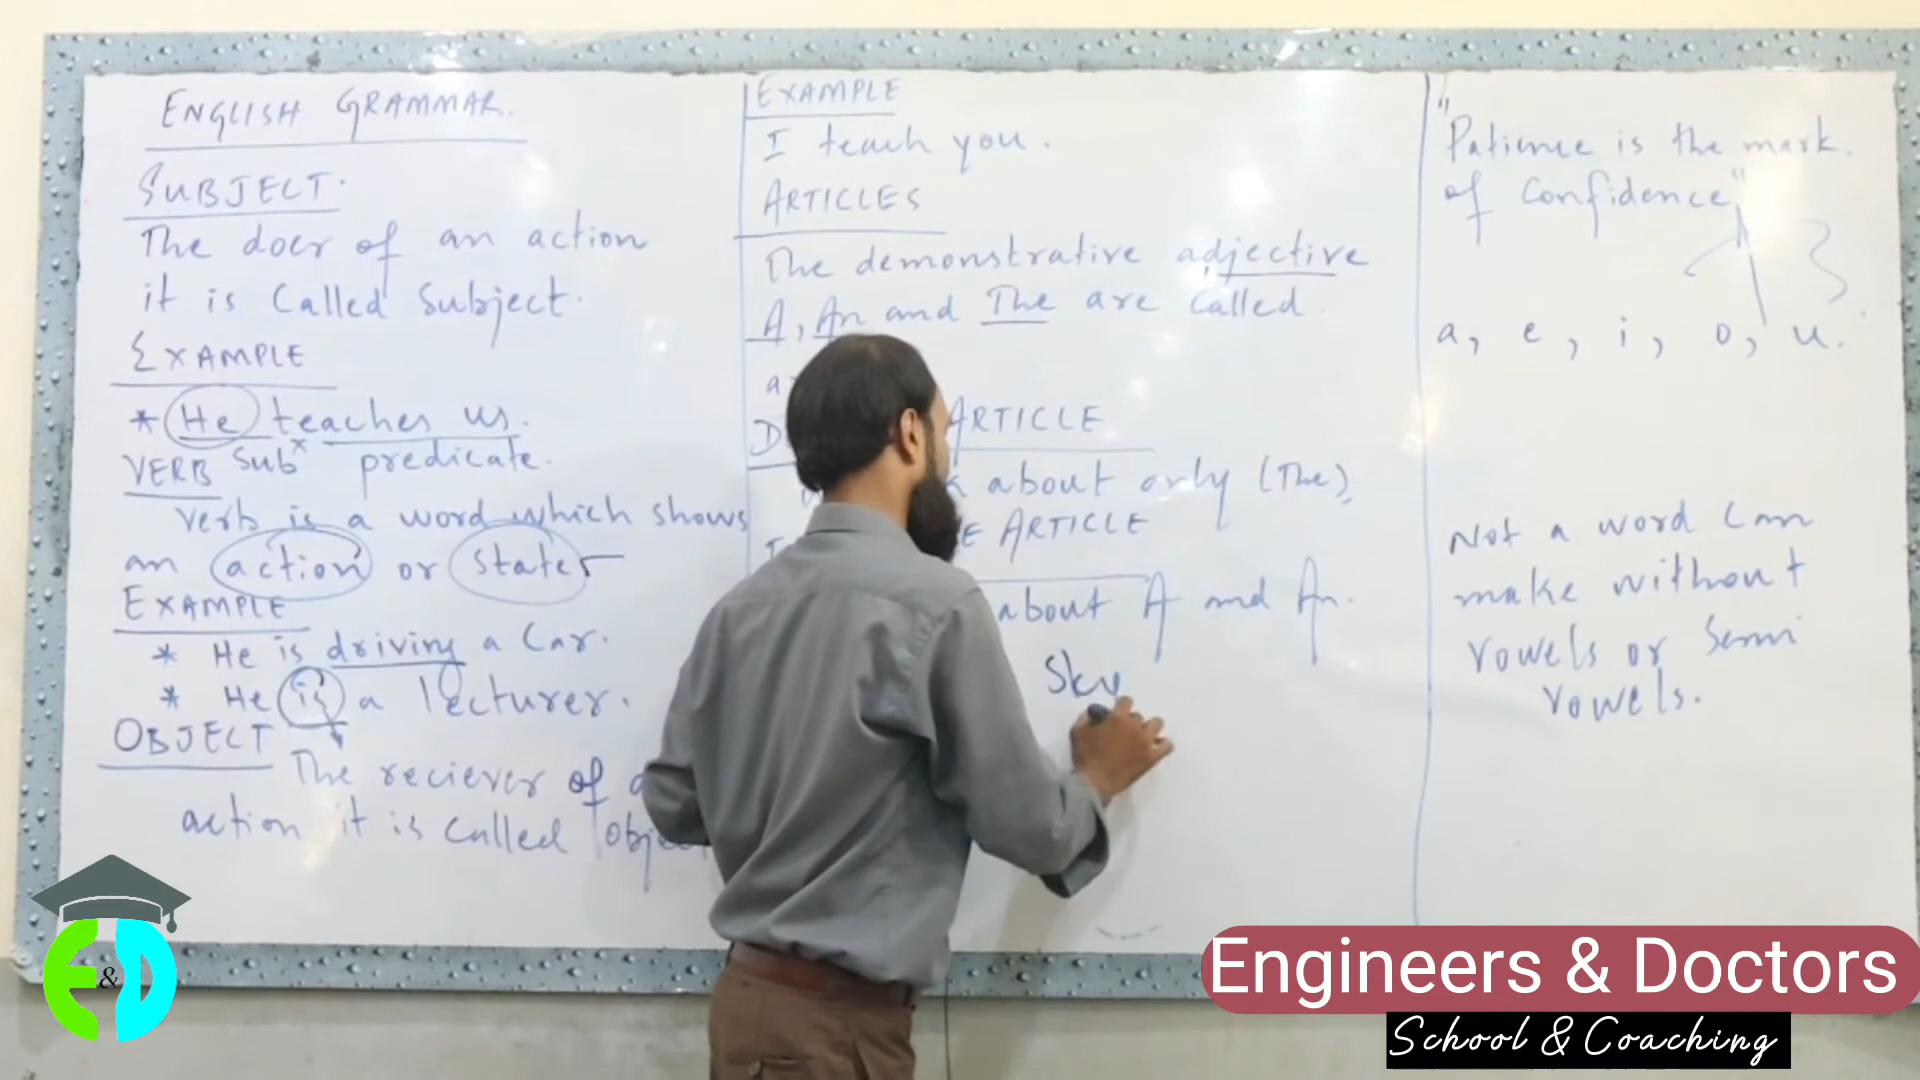 ENGLISH GRAMMAR.
SUBJECT.
The doer of an action
it is Called Subject.
EXAMPLE
* He teaches us.
Sub predicate.
VERB
verb is a word which shows
an action or state
EXAMPLE
* He is driving a Car.
* He is a lecturer.
OBJECT
The reciever of
action it is called Object
EXAMPLE
I teach you.
ARTICLES
The demonstrative adjective
A, An and The are Called.
ARTICLE
about only (The),
ARTICLE
about A and An.
Sky
"Patience is the mark.
of Confidence"
a, e, i, o, u.
Not a word Can
make without
vowels or Semi
vowels.
E&D
Engineers & Doctors
School & Coaching